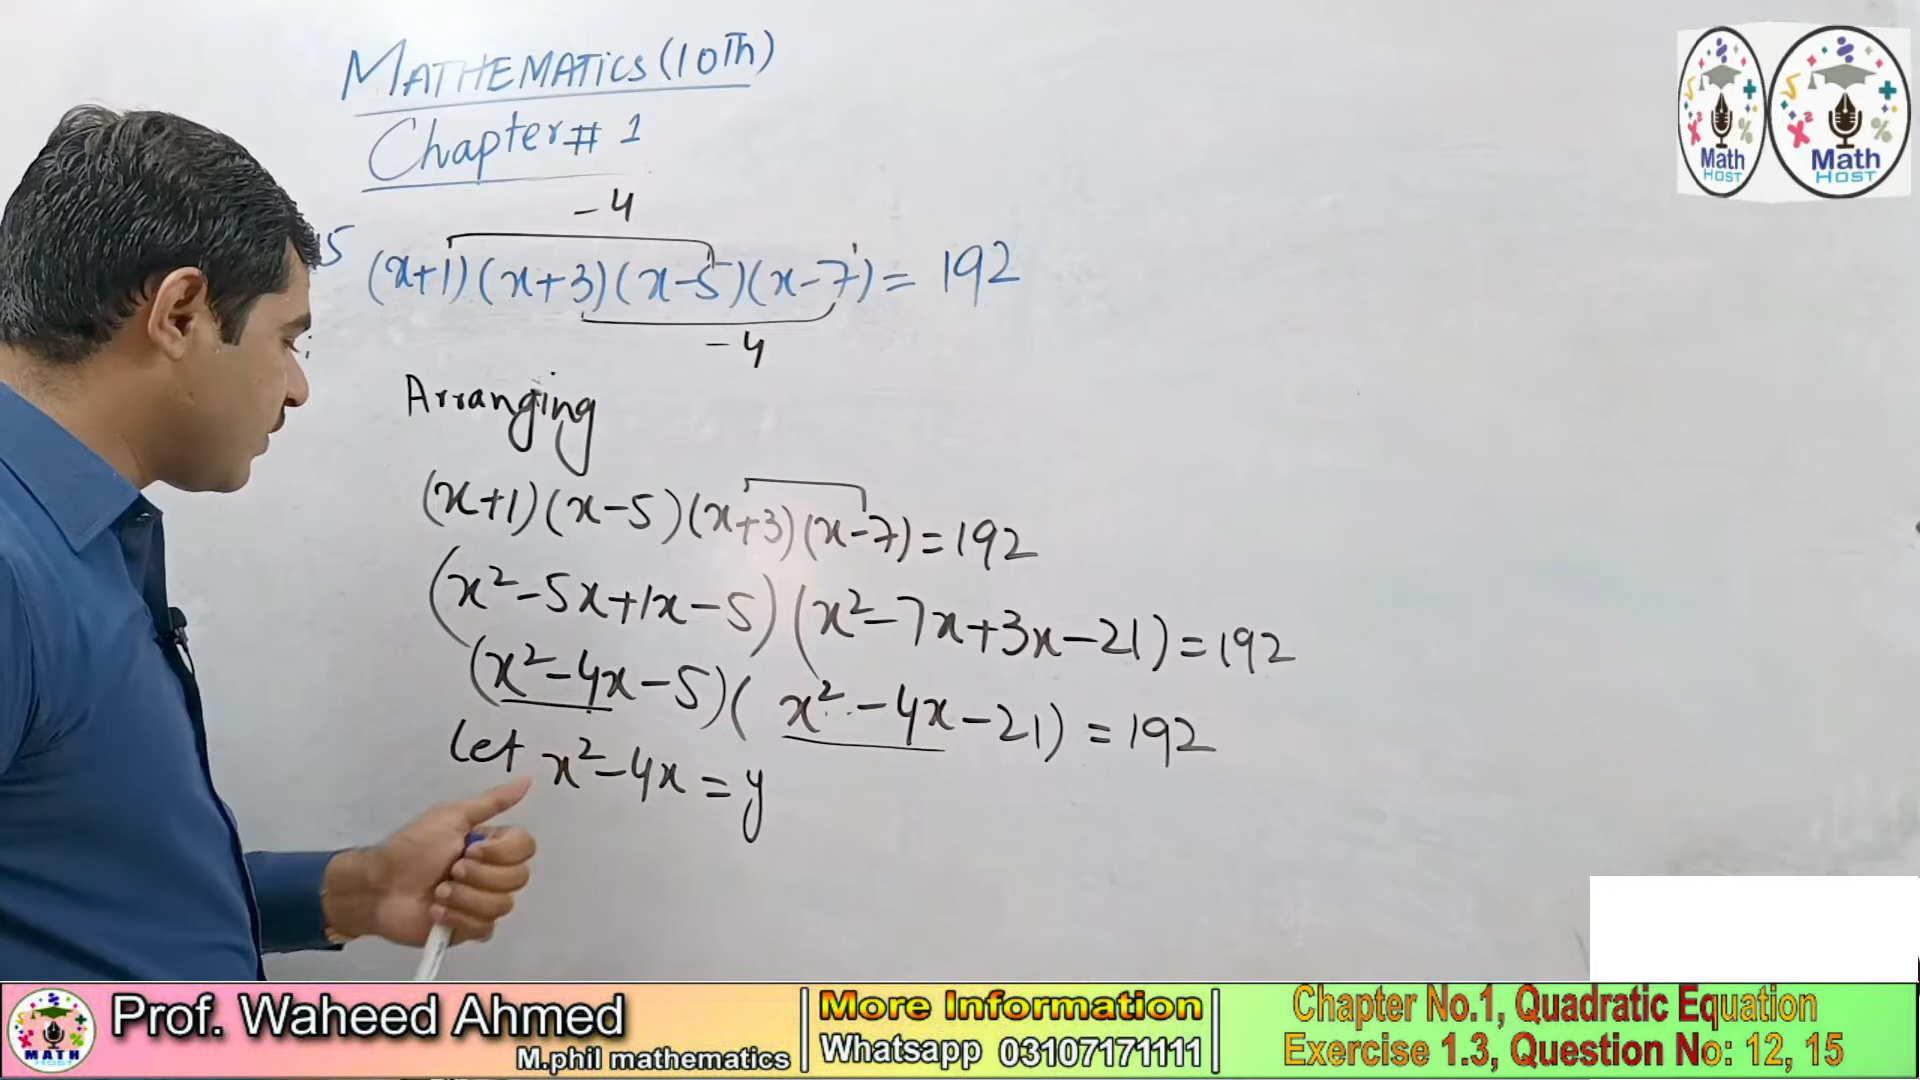 MATHEMATICS (10Th)
Chapter # 1
-4
15 (x+1)(x+3)(x-5)(x-7) = 192
-4
:
Arranging
(x+1)(x-5)(x+3)(x-7) = 192
(x²-5x+1x-5)(x²-7x+3x-21) = 192
(x²-4x-5)(x²-4x-21) = 192
Let x²-4x = y
Math
HOST
Math
HOST
MATH
Prof. Waheed Ahmed
M.phil mathematics
More Information
Whatsapp 03107171111
Chapter No.1, Quadratic Equation
Exercise 1.3, Question No: 12, 15